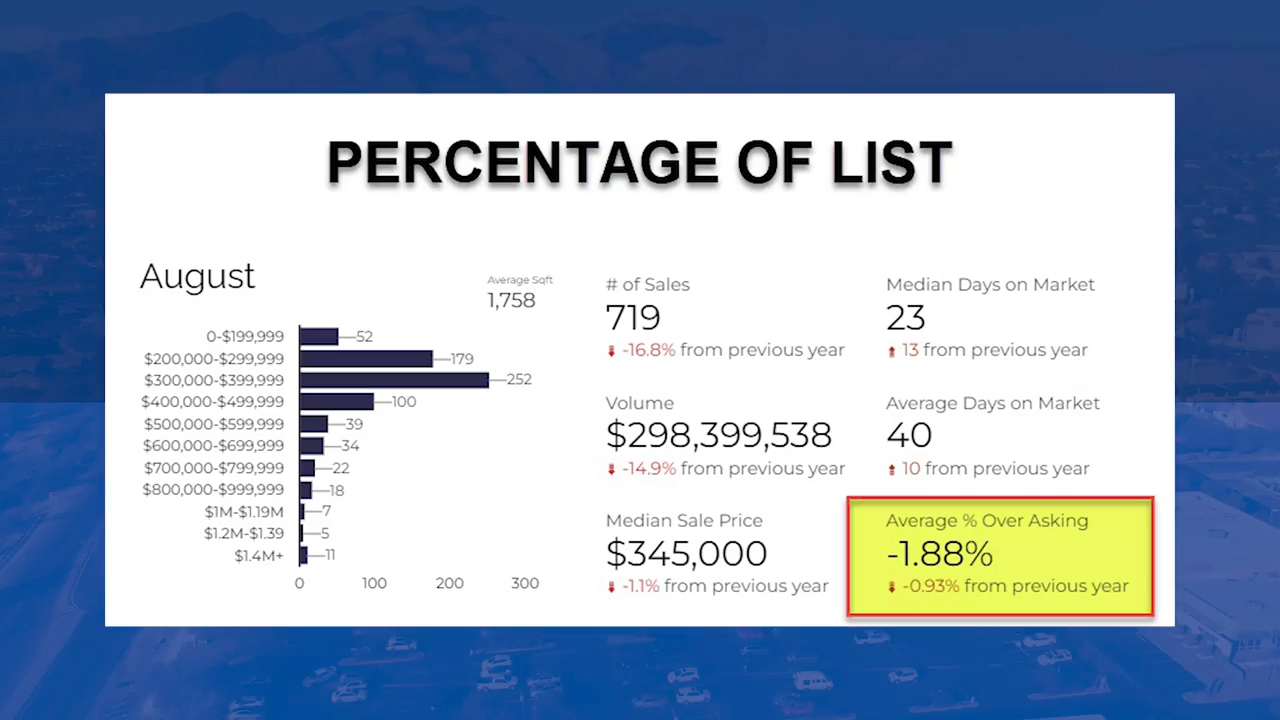 PERCENTAGE OF LIST
August
Average Sqft
1,758
0-$199,999 52
$200,000-$299,999 179
$300,000-$399,999 252
$400,000-$499,999 100
$500,000-$599,999 39
$600,000-$699,999 34
$700,000-$799,999 22
$800,000-$999,999 18
$1M-$1.19M 7
$1.2M-$1.39 5
$1.4M+ 11
0 100 200 300
# of Sales
719
-16.8% from previous year
Median Days on Market
23
13 from previous year
Volume
$298,399,538
-14.9% from previous year
Average Days on Market
40
10 from previous year
Median Sale Price
$345,000
-1.1% from previous year
Average % Over Asking
-1.88%
-0.93% from previous year